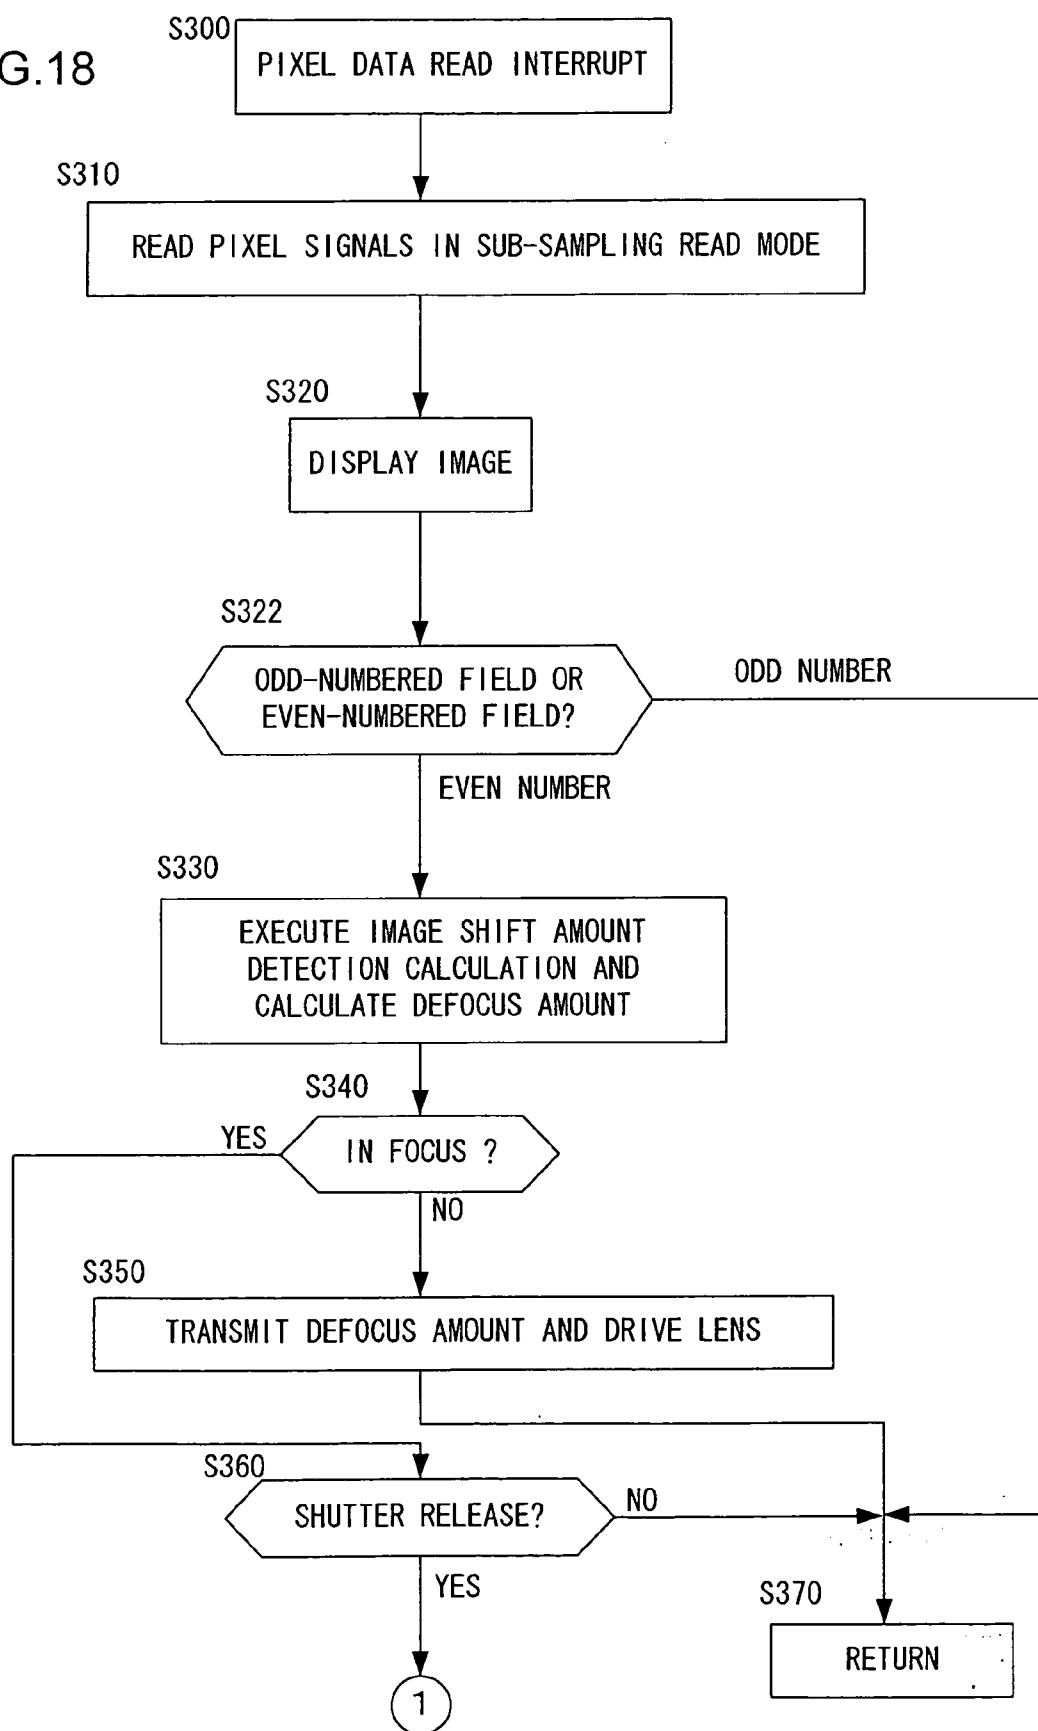 G.18
S300
PIXEL DATA READ INTERRUPT
S310
READ PIXEL SIGNALS IN SUB-SAMPLING READ MODE
S320
DISPLAY IMAGE
S322
ODD-NUMBERED FIELD OR
EVEN-NUMBERED FIELD?
ODD NUMBER
EVEN NUMBER
S330
EXECUTE IMAGE SHIFT AMOUNT
DETECTION CALCULATION AND
CALCULATE DEFOCUS AMOUNT
S340
YES
IN FOCUS ?
NO
S350
TRANSMIT DEFOCUS AMOUNT AND DRIVE LENS
S360
SHUTTER RELEASE?
NO
YES
S370
RETURN
1